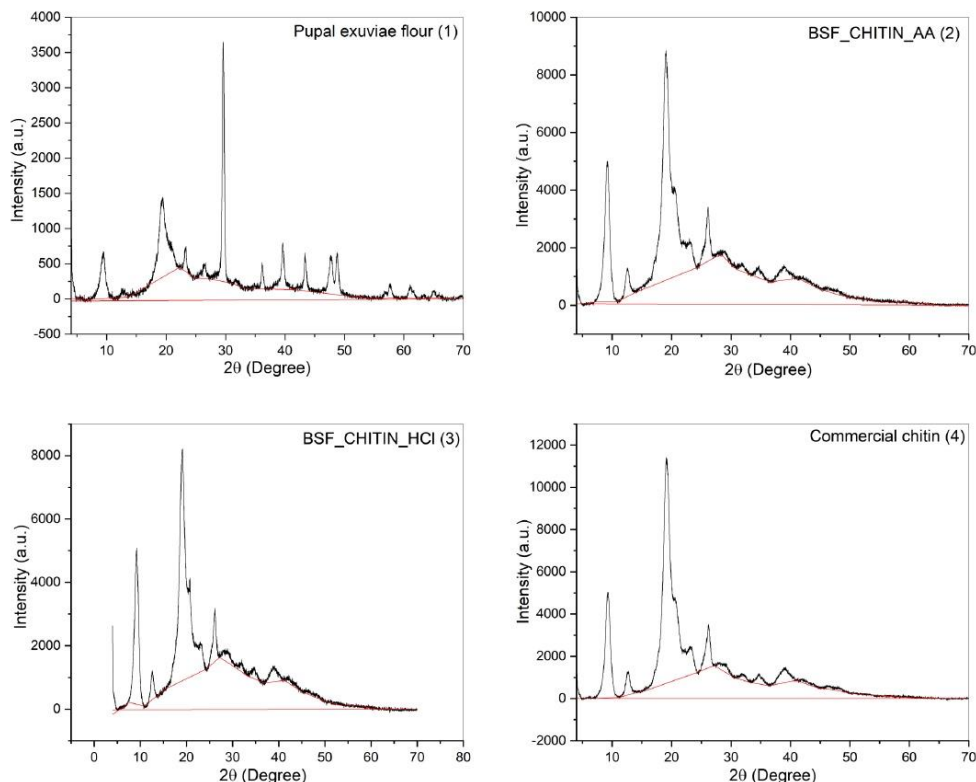 Pupal exuviae flour (1)
4000
3500
3000
2500
2000
1500
1000
500
0
-500
Intensity (a.u.)
10 20 30 40 50 60 70
2θ (Degree)
BSF_CHITIN_AA (2)
10000
8000
6000
4000
2000
0
Intensity (a.u.)
10 20 30 40 50 60 70
2θ (Degree)
BSF_CHITIN_HCl (3)
8000
6000
4000
2000
0
Intensity (a.u.)
0 10 20 30 40 50 60 70 80
2θ (Degree)
Commercial chitin (4)
12000
10000
8000
6000
4000
2000
0
-2000
Intensity (a.u.)
10 20 30 40 50 60 70
2θ (Degree)